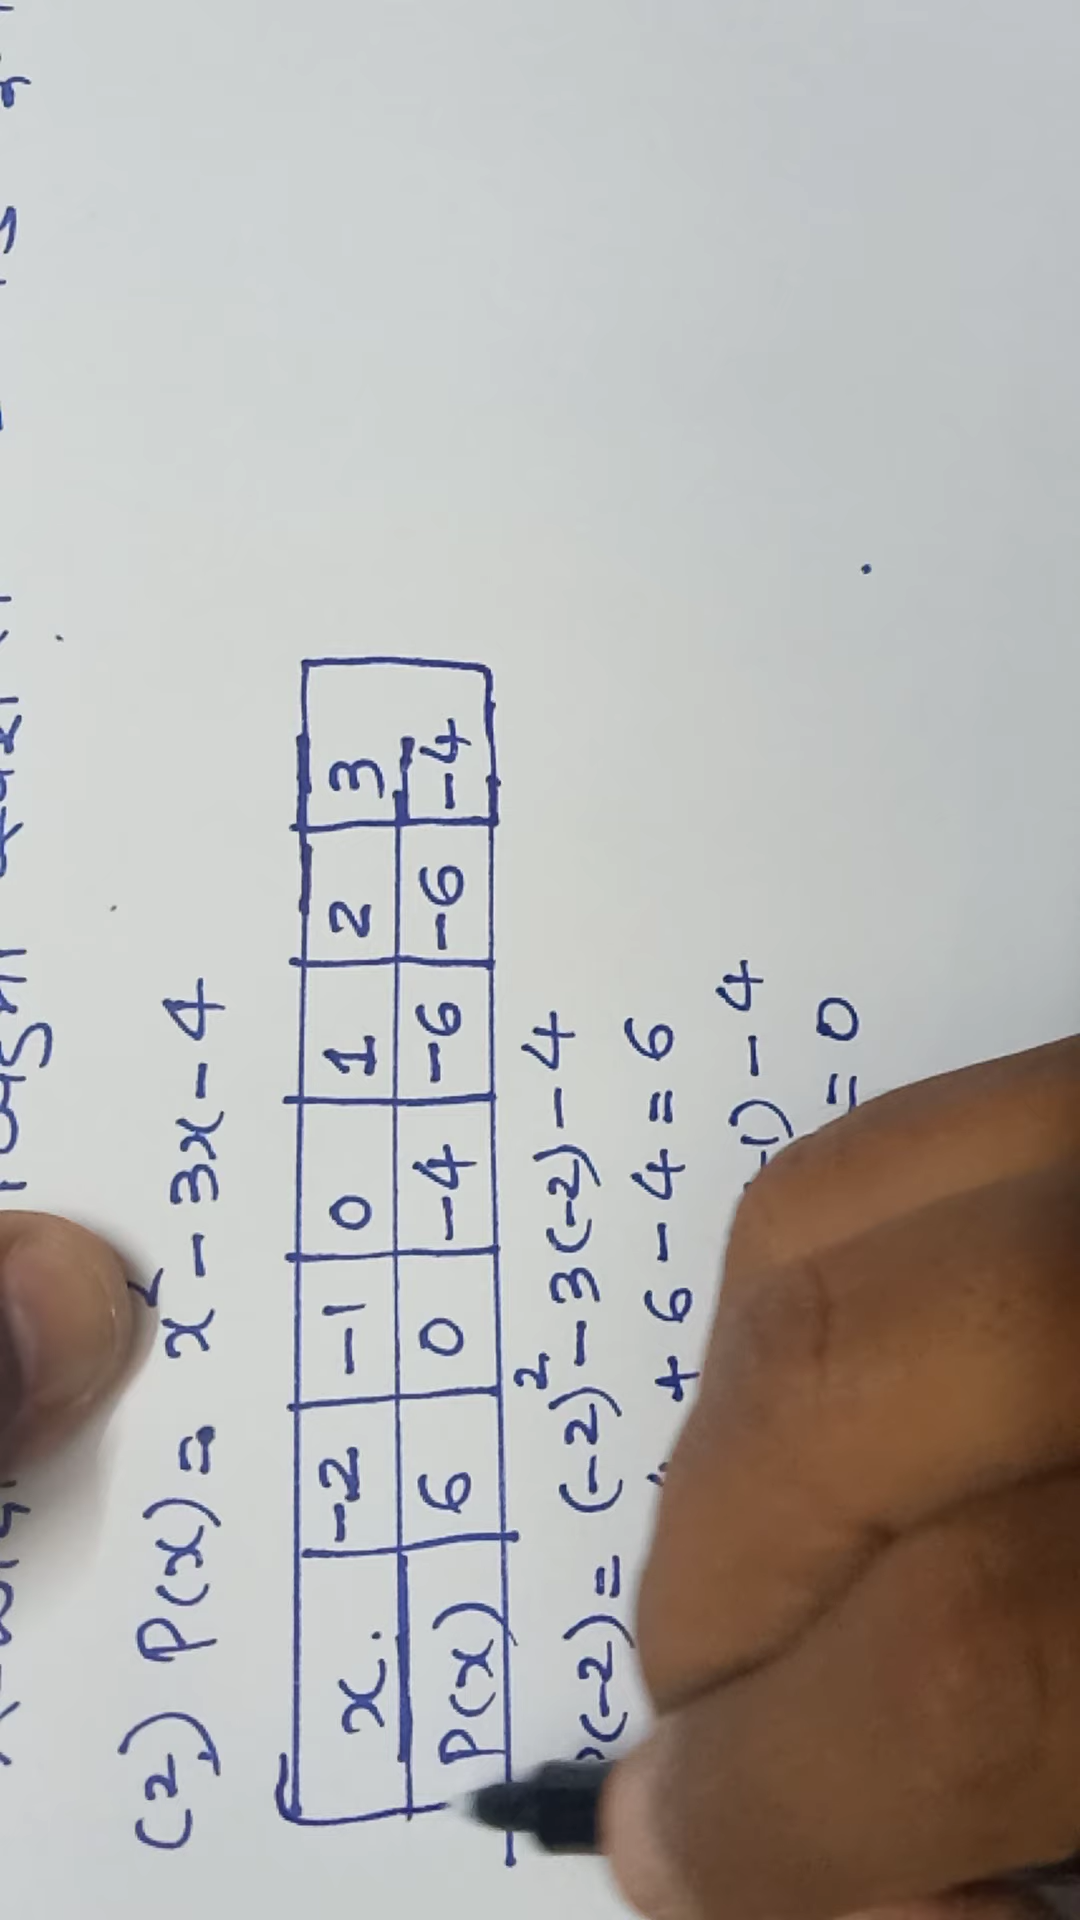 (2) P(x) = x² - 3x - 4
x. -2 -1 0 1 2 3
P(x) 6 0 -4 -6 -6 -4
(-2) = (-2)² - 3(-2) - 4
+ 6 - 4 = 6
-1) - 4
= 0